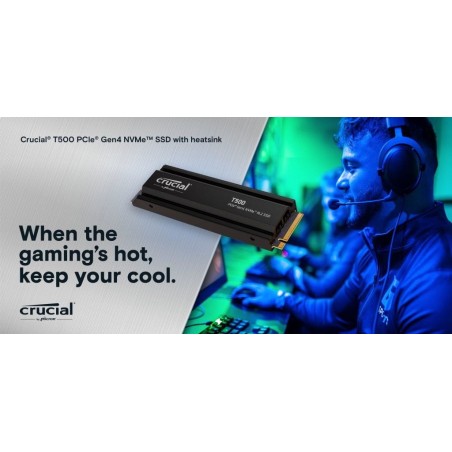 Crucial® T500 PCIe® Gen4 NVMe™ SSD with heatsink
crucial
T500
When the
gaming's hot,
keep your cool.
crucial